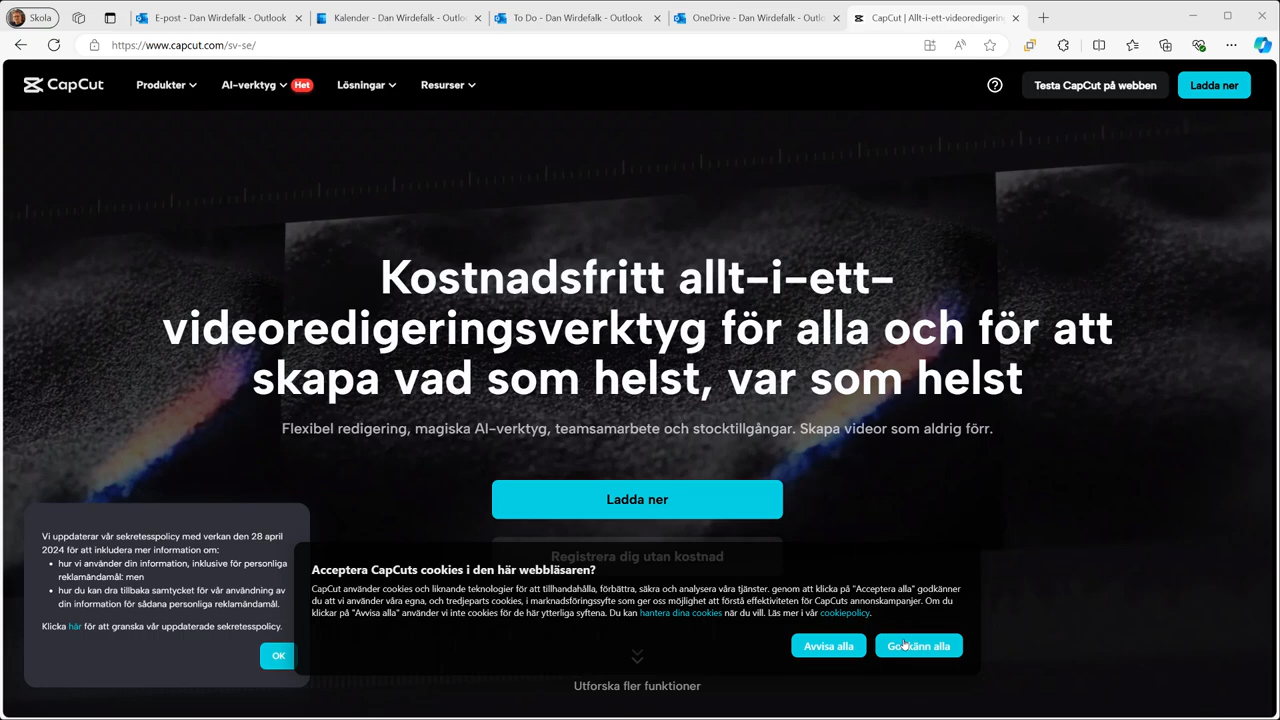 Skola
E-post - Dan Wirdefalk - Outlook
Kalender - Dan Wirdefalk - Outlo
To Do - Dan Wirdefalk - Outlook
OneDrive - Dan Wirdefalk - Outlo
CapCut | Allt-i-ett-videoredigerin
https://www.capcut.com/sv-se/
CapCut
Produkter
AI-verktyg
Het
Lösningar
Resurser
Testa CapCut på webben
Ladda ner
Kostnadsfritt allt-i-ett-
videoredigeringsverktyg för alla och för att
skapa vad som helst, var som helst
Flexibel redigering, magiska AI-verktyg, teamsamarbete och stocktillgångar. Skapa videor som aldrig förr.
Ladda ner
Registrera dig utan kostnad
Vi uppdaterar vår sekretesspolicy med verkan den 28 april
2024 för att inkludera mer information om:
hur vi använder din information, inklusive för personliga
reklamändamål: men
hur du kan dra tillbaka samtycket för vår användning av
din information för sådana personliga reklamändamål.
Klicka här för att granska vår uppdaterade sekretesspolicy.
OK
Acceptera CapCuts cookies i den här webbläsaren?
CapCut använder cookies och liknande teknologier för att tillhandahålla, förbättra, säkra och analysera våra tjänster. genom att klicka på "Acceptera alla" godkänner
du att vi använder våra egna, och tredjeparts cookies, i marknadsföringssyfte som ger oss möjlighet att förstå effektiviteten för CapCuts annonskampanjer. Om du
klickar på "Avvisa alla" använder vi inte cookies för de här ytterliga syftena. Du kan hantera dina cookies när du vill. Läs mer i vår cookiepolicy.
Avvisa alla
Godkänn alla
Utforska fler funktioner